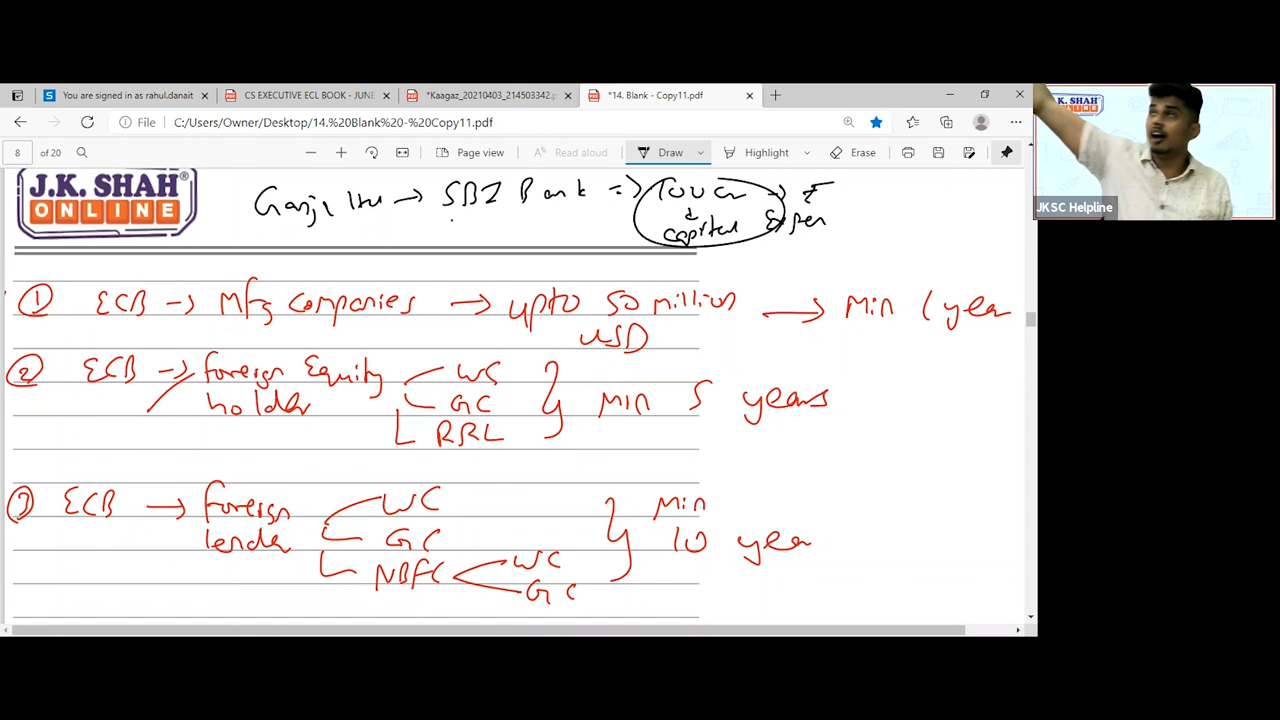 You are signed in as rahul.danait
CS EXECUTIVE ECL BOOK - JUNE
*Kaagaz_20210403_214503342.p
*14. Blank - Copy11.pdf
File C:/Users/Owner/Desktop/14.%20Blank%20-%20Copy11.pdf
8 of 20
Page view
Read aloud
Draw
Highlight
Erase
J.K. SHAH
ONLINE
SBI Bank =>
capital
① ECB → Mfg companies → upto 50 million → Min 1 year
USD
② ECB → Foreign Equity WC
holder GC Min 5 years
RRL
③ ECB → Foreign WC Min
lender GC 10 year
NBFC WC
GC
J.K. SHAH
JKSC Helpline